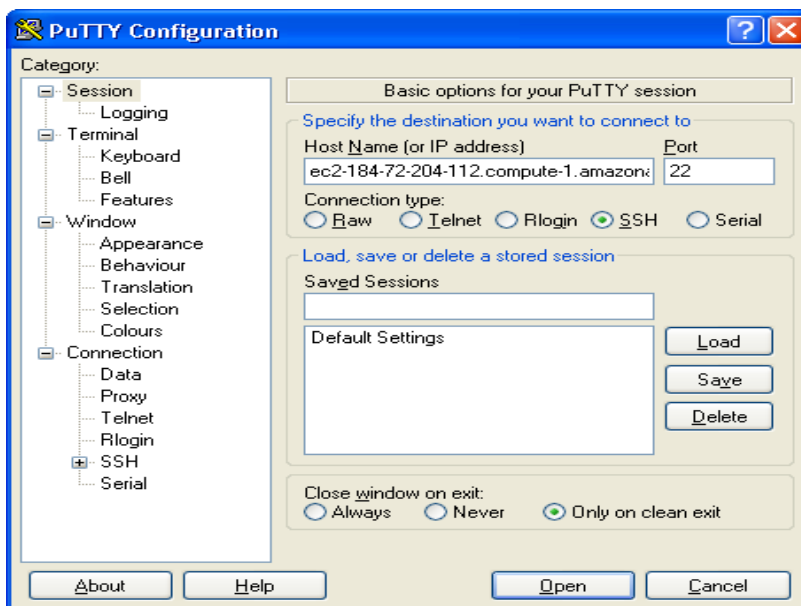 PuTTY Configuration
Category:
Session
Logging
Terminal
Keyboard
Bell
Features
Window
Appearance
Behaviour
Translation
Selection
Colours
Connection
Data
Proxy
Telnet
Rlogin
SSH
Serial
Basic options for your PuTTY session
Specify the destination you want to connect to
Host Name (or IP address) Port
ec2-184-72-204-112.compute-1.amazona 22
Connection type:
Raw Telnet Rlogin SSH Serial
Load, save or delete a stored session
Saved Sessions
Default Settings
Load
Save
Delete
Close window on exit:
Always Never Only on clean exit
About Help Open Cancel